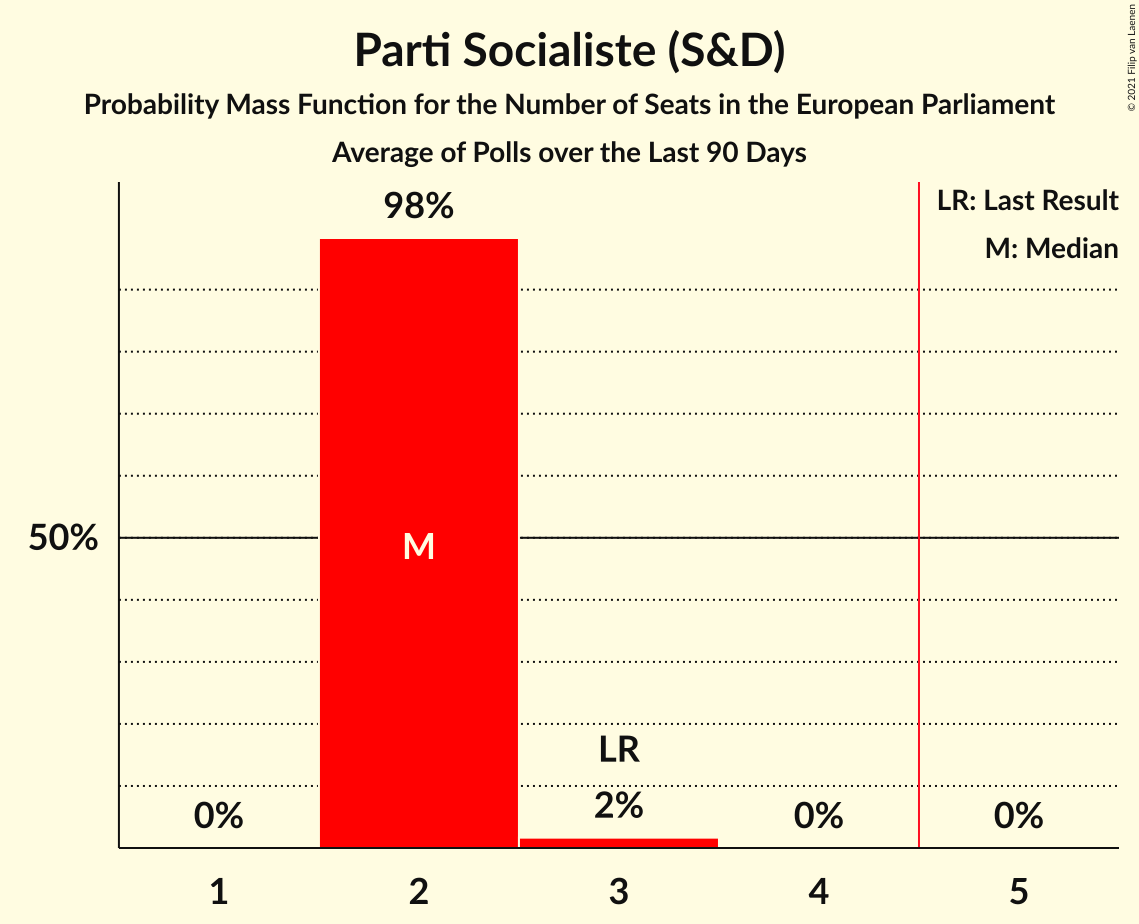 Parti Socialiste (S&D)
Probability Mass Function for the Number of Seats in the European Parliament
Average of Polls over the Last 90 Days
© 2021 Filip van Laenen
98%
LR: Last Result
M: Median
50%
M
LR
0%
2%
0%
0%
1
2
3
4
5